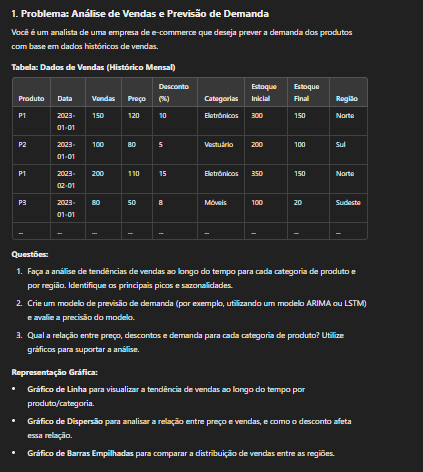 1. Problema: Análise de Vendas e Previsão de Demanda
Você é um analista de uma empresa de e-commerce que deseja prever a demanda dos produtos
com base em dados históricos de vendas.
Tabela: Dados de Vendas (Histórico Mensal)
Produto Data Vendas Preço Desconto (%) Categorias Estoque Inicial Estoque Final Região
P1 2023-01-01 150 120 10 Eletrônicos 300 150 Norte
P2 2023-01-01 100 80 5 Vestuário 200 100 Sul
P1 2023-02-01 200 110 15 Eletrônicos 350 150 Norte
P3 2023-01-01 80 50 8 Móveis 100 20 Sudeste
... ... ... ... ... ... ... ... ...
Questões:
1. Faça a análise de tendências de vendas ao longo do tempo para cada categoria de produto e
por região. Identifique os principais picos e sazonalidades.
2. Crie um modelo de previsão de demanda (por exemplo, utilizando um modelo ARIMA ou LSTM)
e avalie a precisão do modelo.
3. Qual a relação entre preço, descontos e demanda para cada categoria de produto? Utilize
gráficos para suportar a análise.
Representação Gráfica:
• Gráfico de Linha para visualizar a tendência de vendas ao longo do tempo por
produto/categoria.
• Gráfico de Dispersão para analisar a relação entre preço e vendas, e como o desconto afeta
essa relação.
• Gráfico de Barras Empilhadas para comparar a distribuição de vendas entre as regiões.